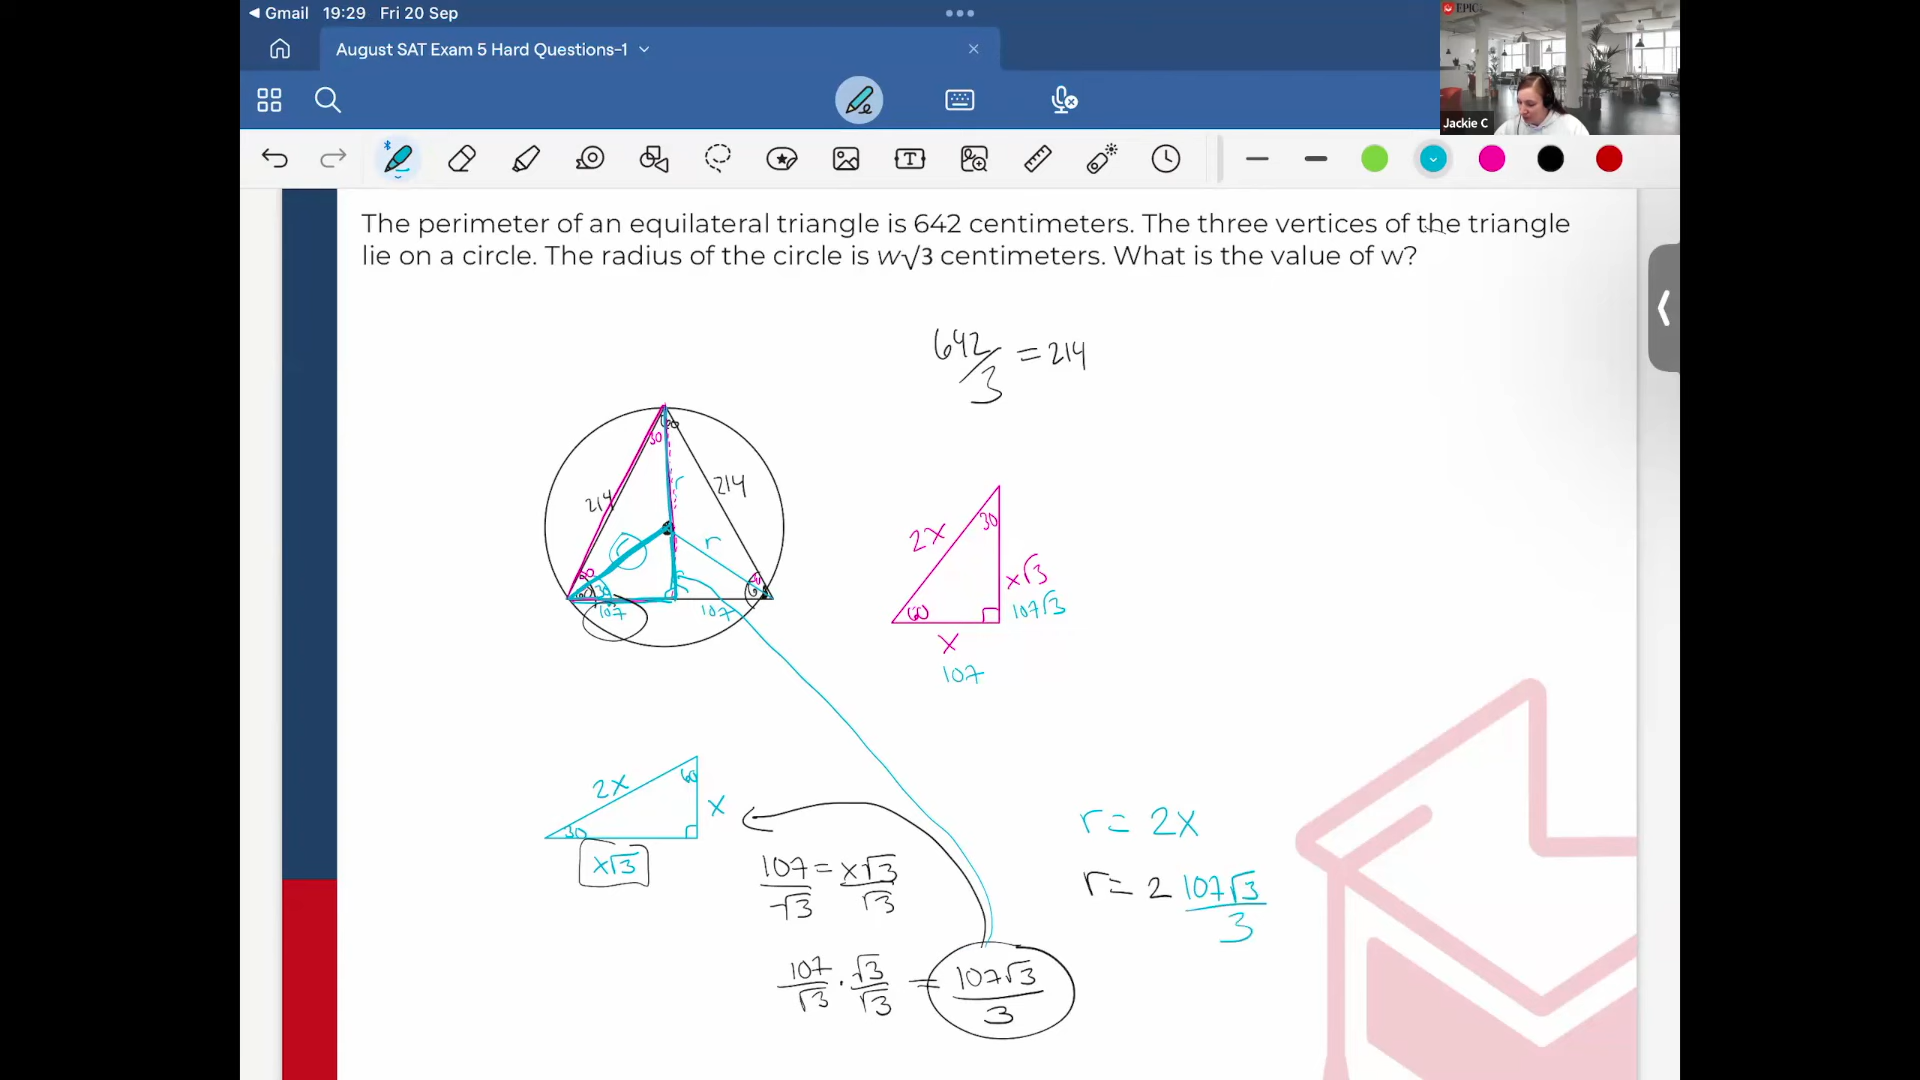 Gmail 19:29 Fri 20 Sep
EPIC
August SAT Exam 5 Hard Questions-1
Jackie C
The perimeter of an equilateral triangle is 642 centimeters. The three vertices of the triangle
lie on a circle. The radius of the circle is w√3 centimeters. What is the value of w?
642/3 = 214
60
30
214
214
r
r
30
30
107
107
2x
30
x√3
107√3
60
x
107
2x
60
x
30
x√3
107/√3 = x√3/√3
107/√3 · √3/√3 = 107√3/3
r = 2x
r = 2 107√3/3